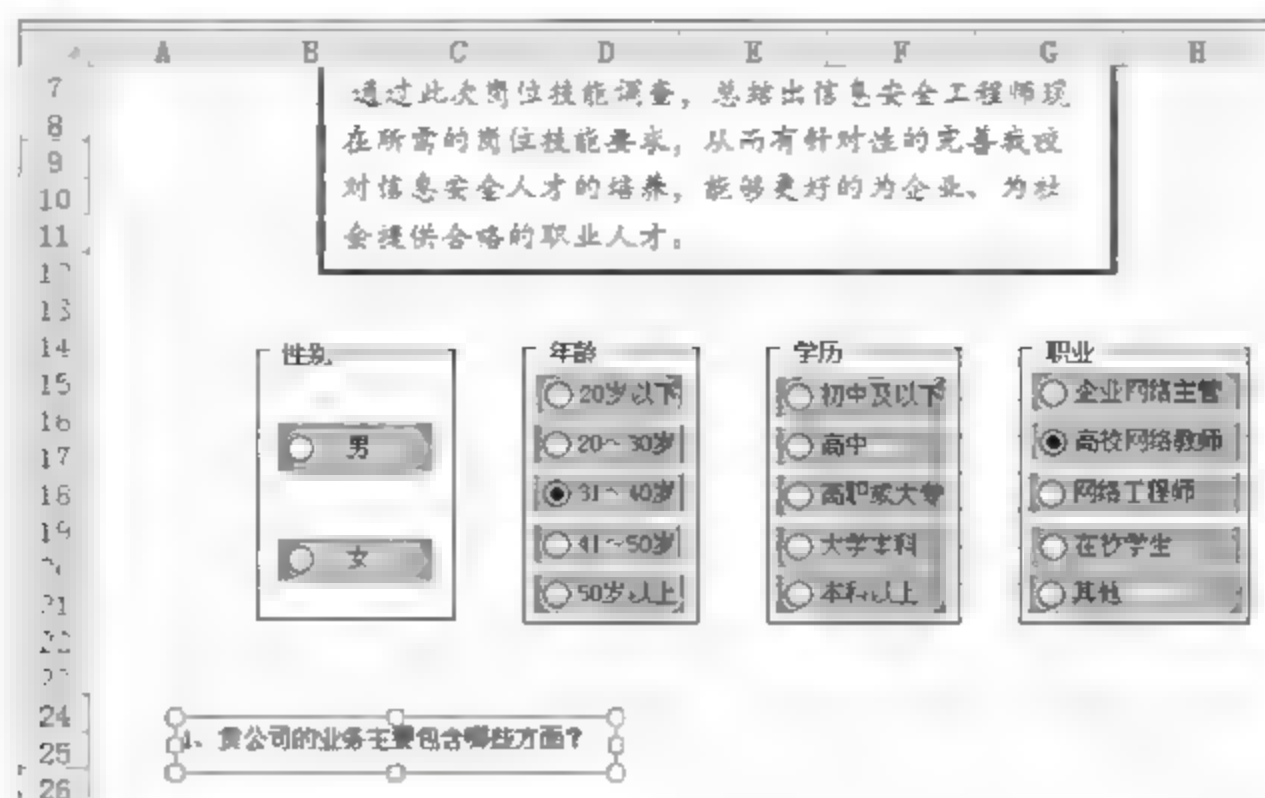 A B C D E F G H
7
8
9
10
11
14
15
16
17
18
19
21
24
25
26
通过此次岗位技能调查，总结出信息安全工程师现
在所需的岗位技能要求，从而有针对性的完善我校
对信息安全人才的培养，能够更好的为企业、为社
会提供合格的职业人才。
性别
男
女
年龄
20岁以下
20～30岁
31～40岁
41～50岁
50岁以上
学历
初中及以下
高中
高职或大专
大学本科
本科以上
职业
企业网络主管
高校网络教师
网络工程师
在校学生
其他
1、贵公司的业务主要包含哪些方面？